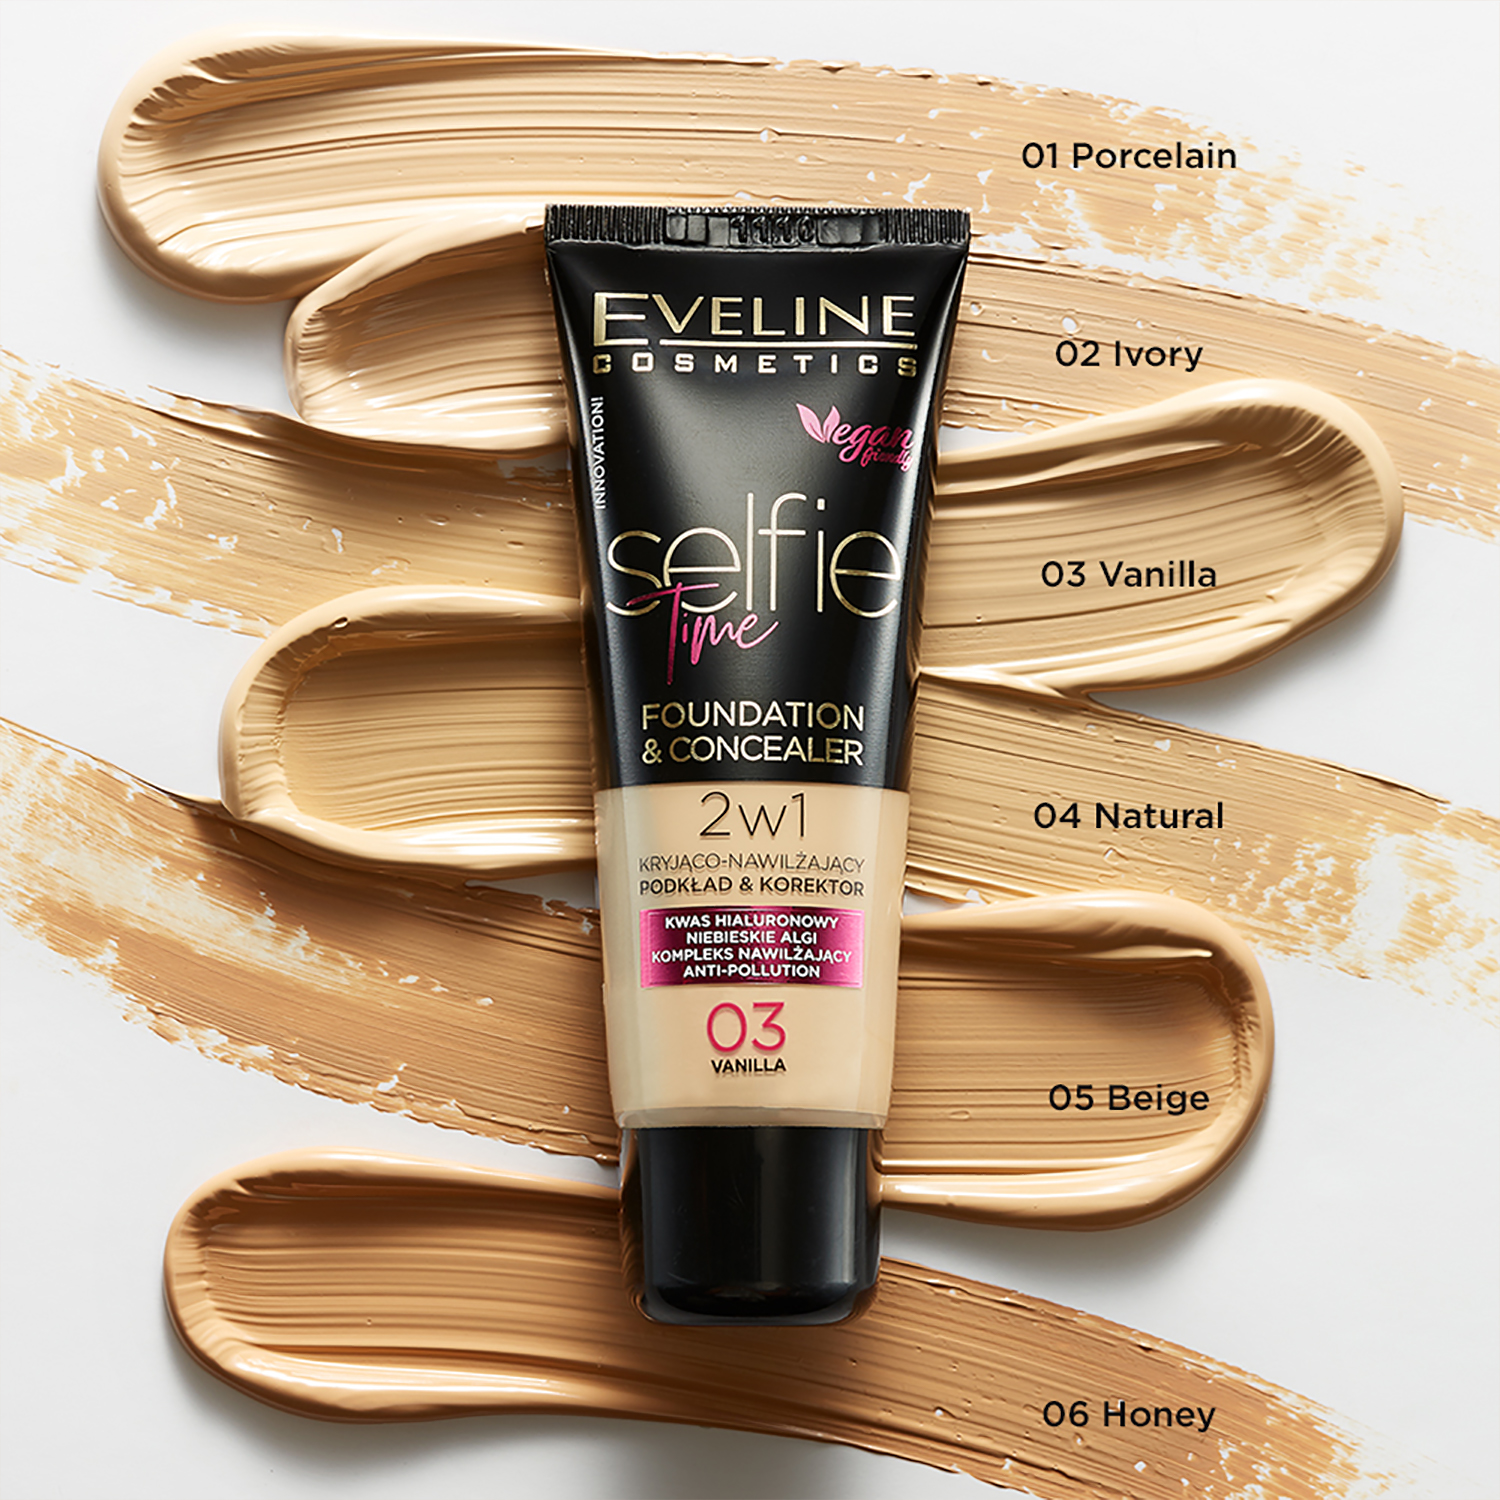 01 Porcelain
EVELINE
COSMETICS
INNOVATION!
02 Ivory
Vegan
friendly
selfie
Time
03 Vanilla
FOUNDATION
& CONCEALER
2w1
KRYJĄCO-NAWILŻAJĄCY
PODKŁAD & KOREKTOR
04 Natural
KWAS HIALURONOWY
NIEBIESKIE ALGI
KOMPLEKS NAWILŻAJĄCY
ANTI-POLLUTION
03
VANILLA
05 Beige
06 Honey